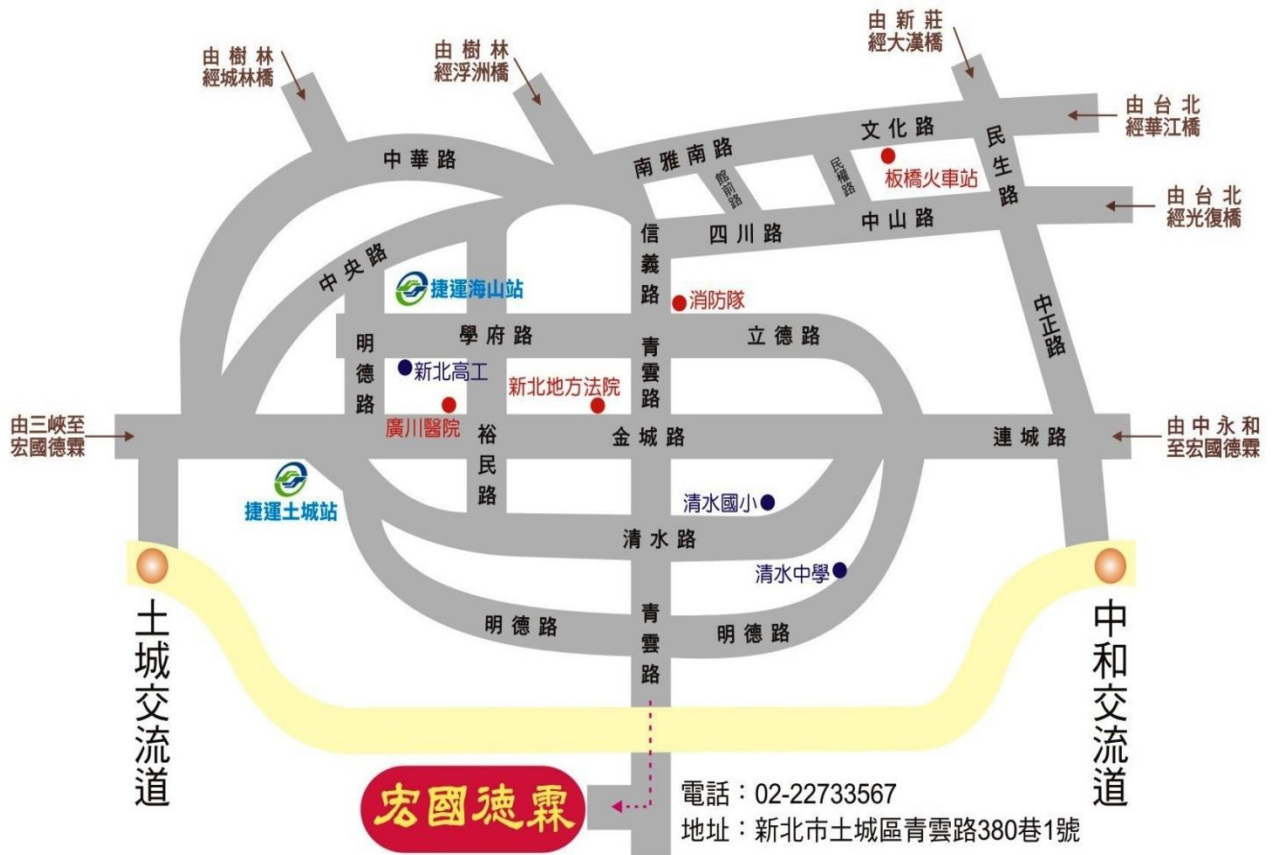 由新莊
經大漢橋
由樹林
經城林橋
由樹林
經浮洲橋
由台北
經華江橋
文化路
南雅南路
中華路
民生路
館前路
民權路
板橋火車站
由台北
經光復橋
中山路
四川路
信義路
中央路
捷運海山站
消防隊
中正路
學府路
立德路
明德路
青雲路
新北高工
新北地方法院
廣川醫院
由三峽至
宏國德霖
裕民路
金城路
連城路
由中永和
至宏國德霖
捷運土城站
清水國小
清水路
清水中學
明德路
青雲路
明德路
土城交流道
中和交流道
宏國德霖
電話：02-22733567
地址：新北市土城區青雲路380巷1號